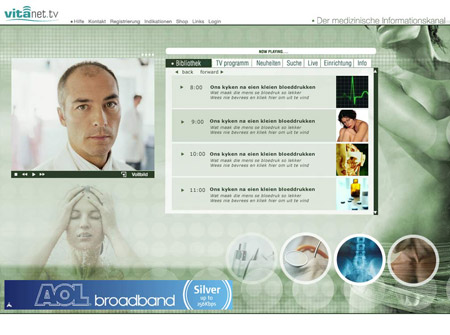 vitanet.tv
Hilfe Kontakt Registrierung Indikationen Shop Links Login
Der medizinische Informationskanal
NOW PLAYING...
Bibliothek TV programm Neuheiten Suche Live Einrichtung Info
back forward
8:00 Ons kyken na eien kleien bloeddrukken
Wat maak die mens se bloedruk so lekker
Wees nie bevrees en kliek hier om uit te vind
9:00 Ons kyken na eien kleien bloeddrukken
Wat maak die mens se bloedruk so lekker
Wees nie bevrees en kliek hier om uit te vind
10:00 Ons kyken na eien kleien bloeddrukken
Wat maak die mens se bloedruk so lekker
Wees nie bevrees en kliek hier om uit te vind
11:00 Ons kyken na eien kleien bloeddrukken
Wat maak die mens se bloedruk so lekker
Wees nie bevrees en kliek hier om uit te vind
Vollbild
AOL broadband
Silver
up to
256Kbps